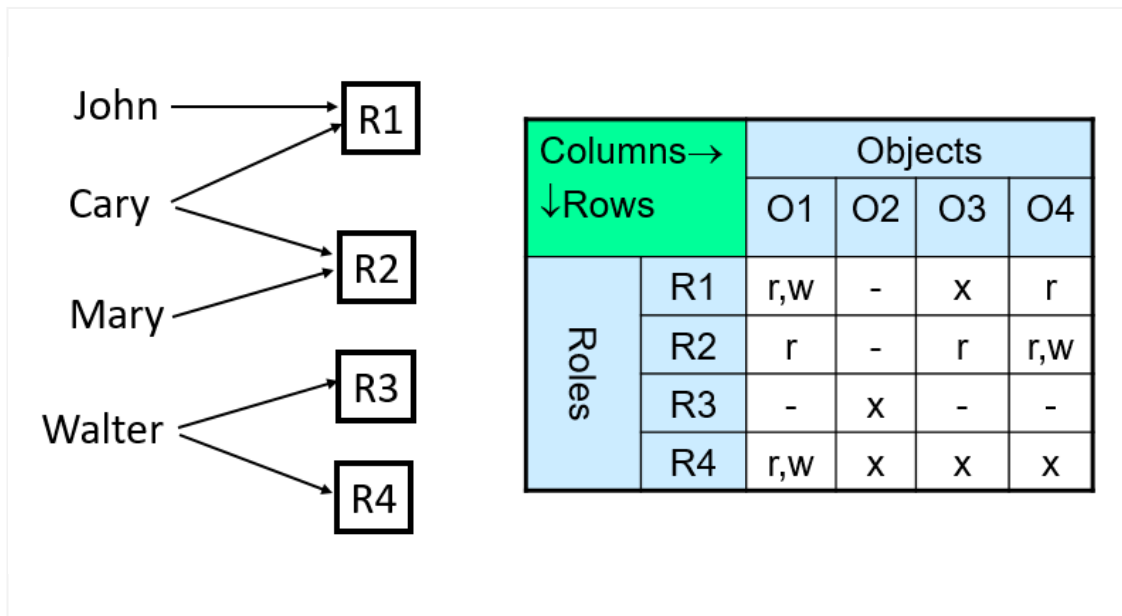 John
Cary
Mary
Walter
R1
R2
R3
R4
Columns→ Objects
↓Rows O1 O2 O3 O4
Roles
R1 r,w - x r
R2 r - r r,w
R3 - x - -
R4 r,w x x x